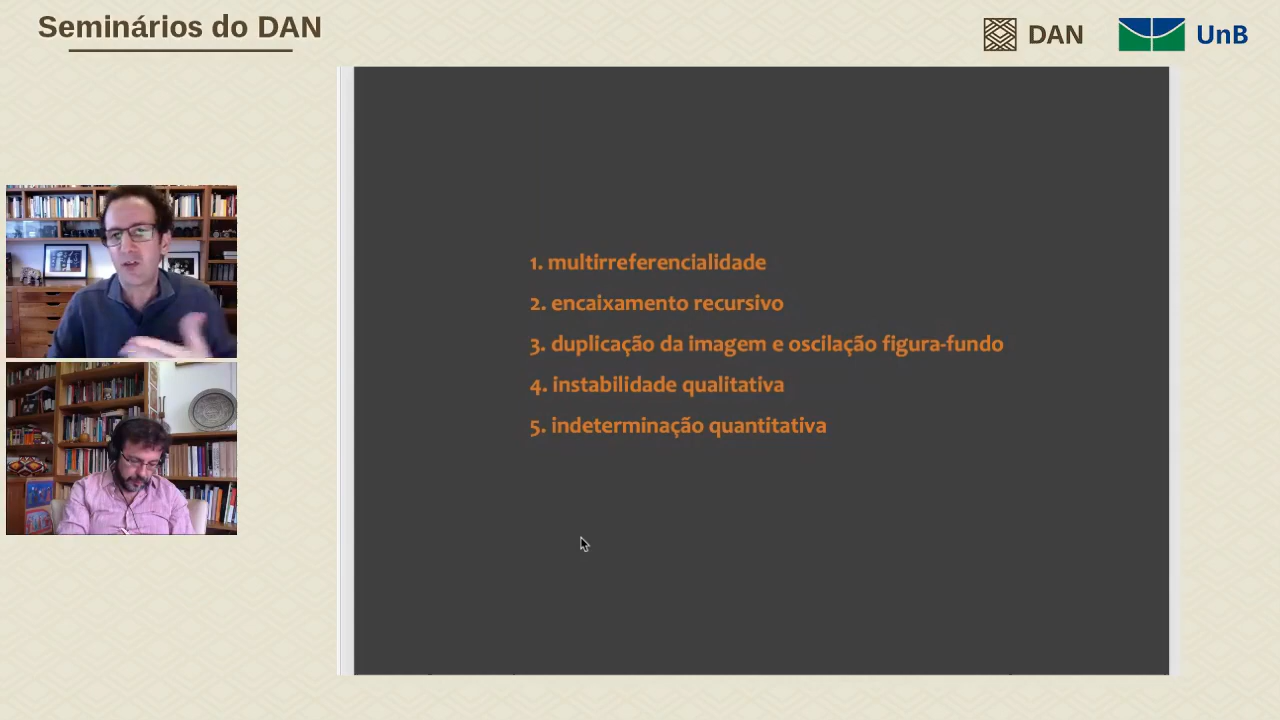 Seminários do DAN
DAN
UnB
1. multirreferencialidade
2. encaixamento recursivo
3. duplicação da imagem e oscilação figura-fundo
4. instabilidade qualitativa
5. indeterminação quantitativa